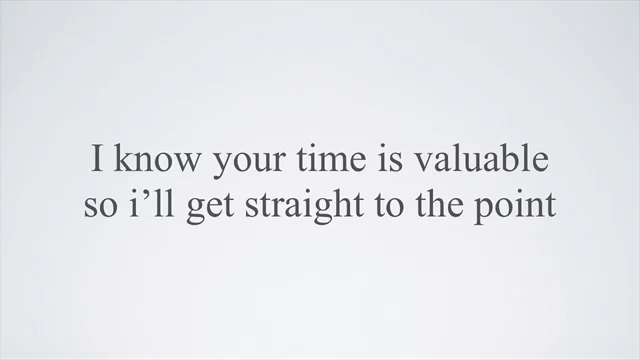 I know your time is valuable
so i’ll get straight to the point